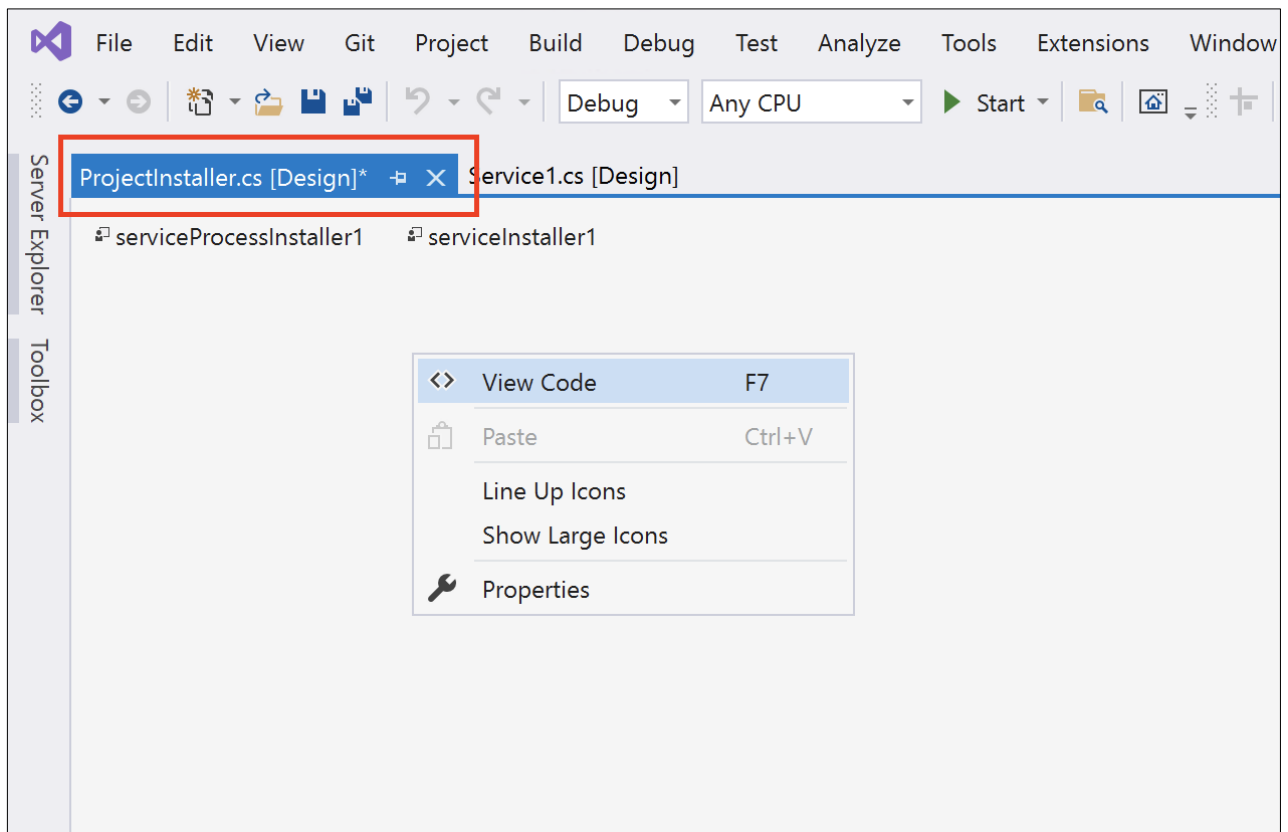 File Edit View Git Project Build Debug Test Analyze Tools Extensions Window
Debug Any CPU Start
ProjectInstaller.cs [Design]* Service1.cs [Design]
serviceProcessInstaller1 serviceInstaller1
Server Explorer
Toolbox
View Code F7
Paste Ctrl+V
Line Up Icons
Show Large Icons
Properties